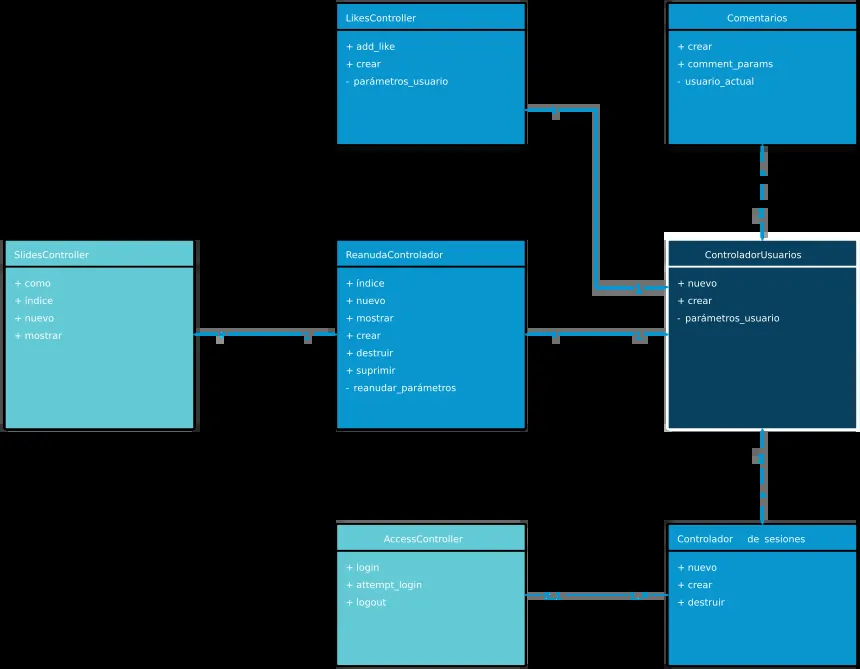 LikesController
+ add_like
+ crear
- parámetros_usuario
Comentarios
+ crear
+ comment_params
- usuario_actual
SlidesController
+ como
+ índice
+ nuevo
+ mostrar
ReanudaControlador
+ índice
+ nuevo
+ mostrar
+ crear
+ destruir
+ suprimir
- reanudar_parámetros
ControladorUsuarios
+ nuevo
+ crear
- parámetros_usuario
AccessController
+ login
+ attempt_login
+ logout
Controlador de sesiones
+ nuevo
+ crear
+ destruir